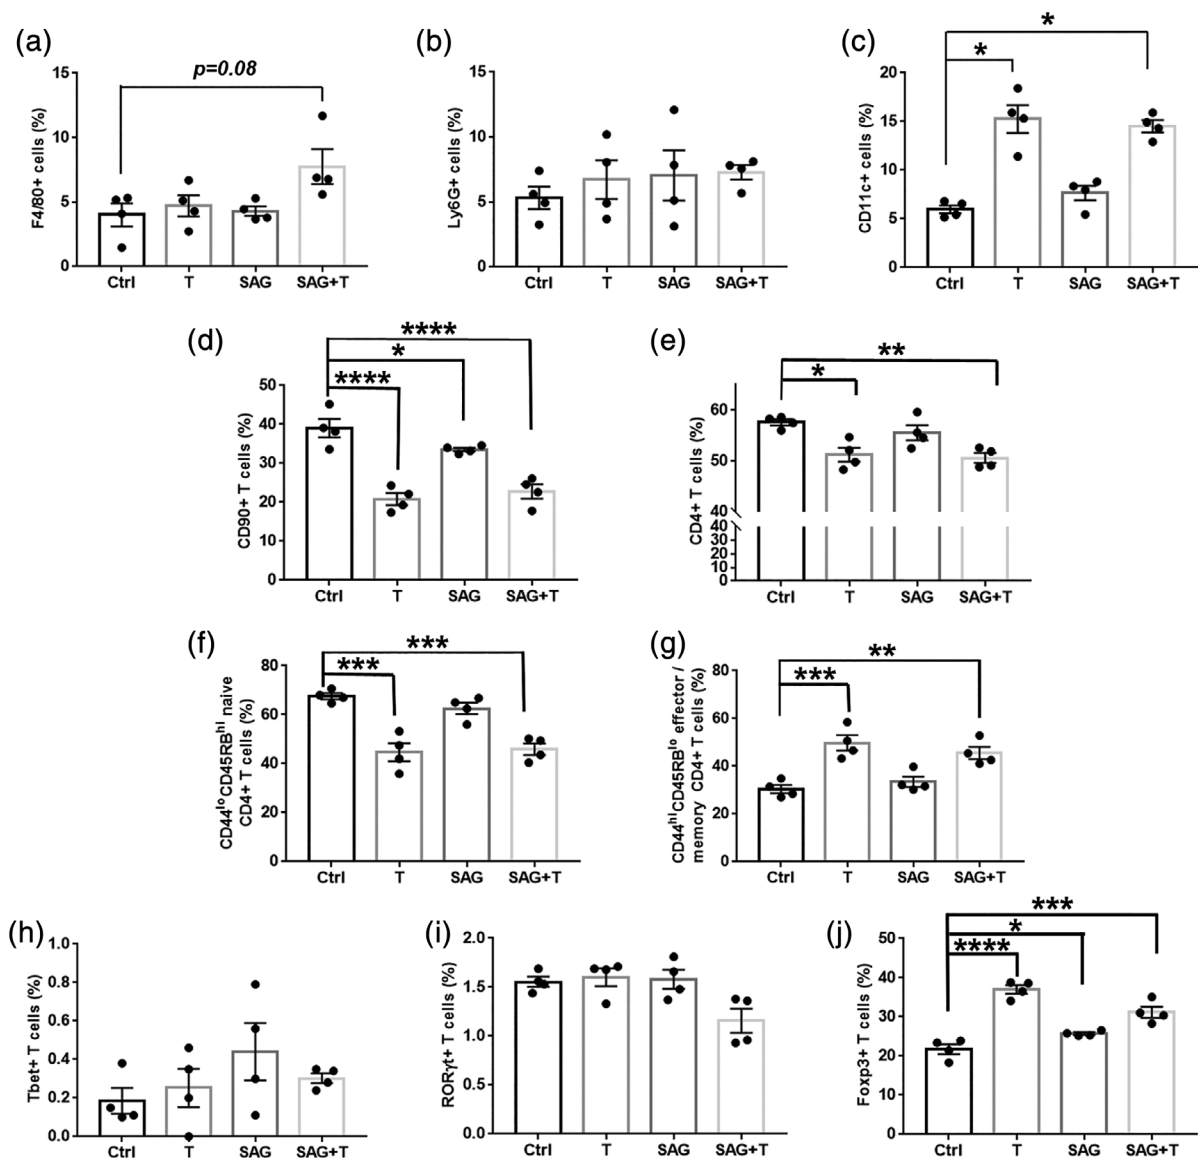 (a)
p=0.08
F4/80+ cells (%)
15
10
5
0
Ctrl T SAG SAG+T
(b)
Ly6G+ cells (%)
15
10
5
0
Ctrl T SAG SAG+T
(c)
*
*
CD11c+ cells (%)
20
15
10
5
0
Ctrl T SAG SAG+T
(d)
****
*
****
CD90+ T cells (%)
50
40
30
20
10
0
Ctrl T SAG SAG+T
(e)
**
*
CD4+ T cells (%)
60
50
40
40
30
20
10
0
Ctrl T SAG SAG+T
(f)
***
***
CD44loCD45RBhi naive
CD4+ T cells (%)
80
60
40
20
0
Ctrl T SAG SAG+T
(g)
**
***
CD44hiCD45RBlo effector /
memory CD4+ T cells (%)
80
60
40
20
0
Ctrl T SAG SAG+T
(h)
Tbet+ T cells (%)
1.0
0.8
0.6
0.4
0.2
0.0
Ctrl T SAG SAG+T
(i)
RORγt+ T cells (%)
2.0
1.5
1.0
0.5
0.0
Ctrl T SAG SAG+T
(j)
***
*
****
Foxp3+ T cells (%)
50
40
30
20
10
0
Ctrl T SAG SAG+T